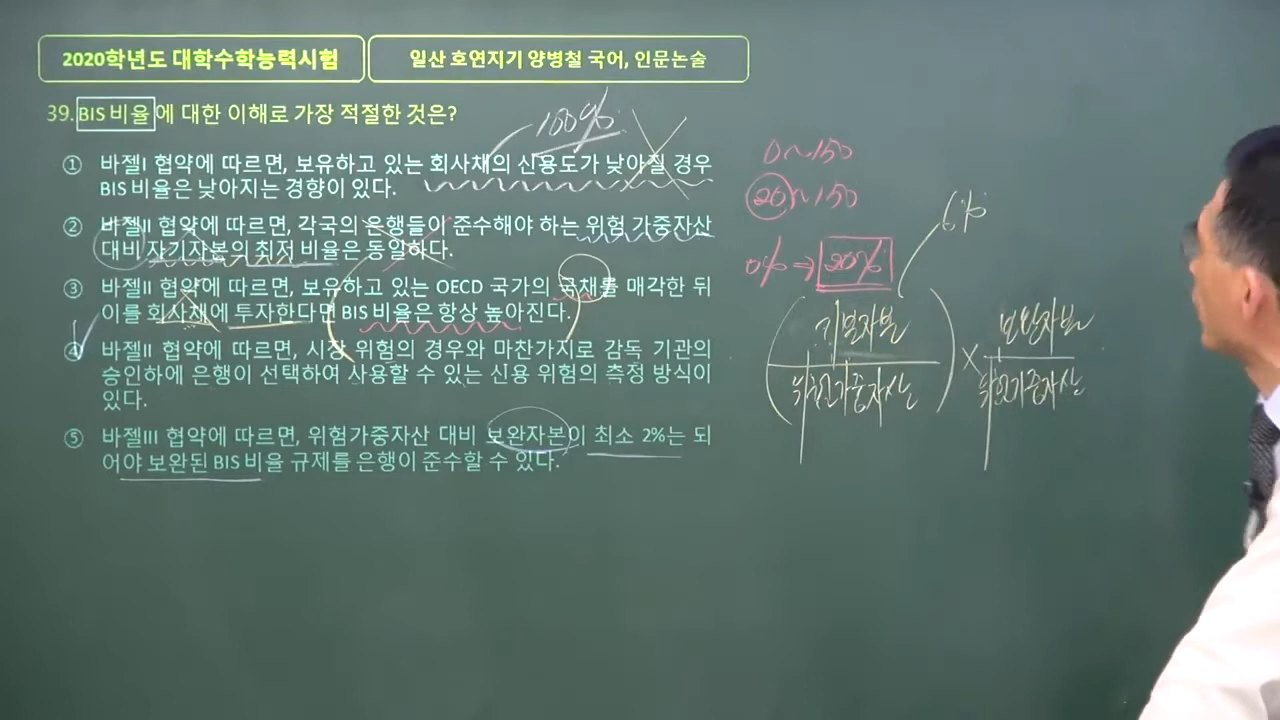 2020학년도 대학수학능력시험
일산 호연지기 양병철 국어, 인문논술
39. BIS 비율에 대한 이해로 가장 적절한 것은?
100%
① 바젤Ⅰ 협약에 따르면, 보유하고 있는 회사채의 신용도가 낮아질 경우
BIS 비율은 낮아지는 경향이 있다.
② 바젤Ⅱ 협약에 따르면, 각국의 은행들이 준수해야 하는 위험 가중자산
대비 자기자본의 최저 비율은 동일하다.
③ 바젤Ⅱ 협약에 따르면, 보유하고 있는 OECD 국가의 국채를 매각한 뒤
이를 회사채에 투자한다면 BIS 비율은 항상 높아진다.
④ 바젤Ⅱ 협약에 따르면, 시장 위험의 경우와 마찬가지로 감독 기관의
승인하에 은행이 선택하여 사용할 수 있는 신용 위험의 측정 방식이
있다.
⑤ 바젤Ⅲ 협약에 따르면, 위험가중자산 대비 보완자본이 최소 2%는 되
어야 보완된 BIS 비율 규제를 은행이 준수할 수 있다.
0~150
20~150
0% ⇒ 20%
6%
기본자본
위험가중자산
×
보완자본
위험가중자산